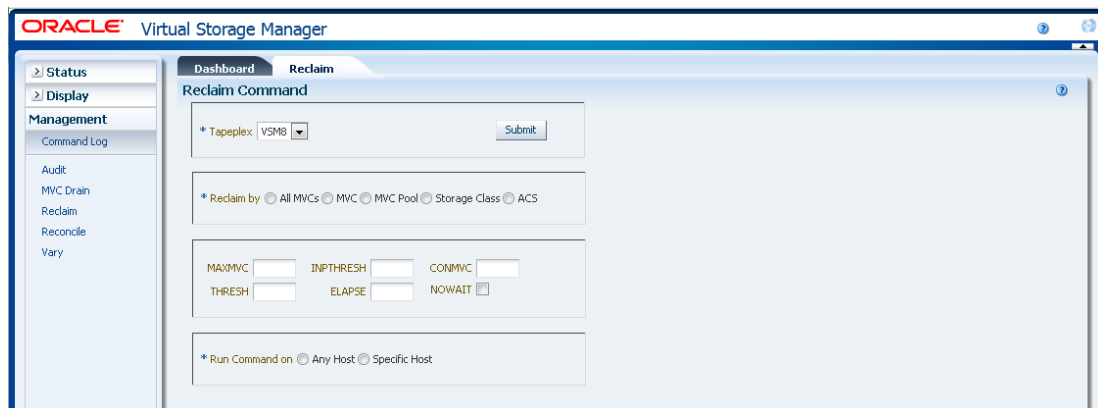 ORACLE Virtual Storage Manager
Status
Display
Management
Command Log
Audit
MVC Drain
Reclaim
Reconcile
Vary
Dashboard Reclaim
Reclaim Command
* Tapeplex VSM8 Submit
* Reclaim by All MVCs MVC MVC Pool Storage Class ACS
MAXMVC INPTHRESH CONMVC
THRESH ELAPSE NOWAIT
* Run Command on Any Host Specific Host